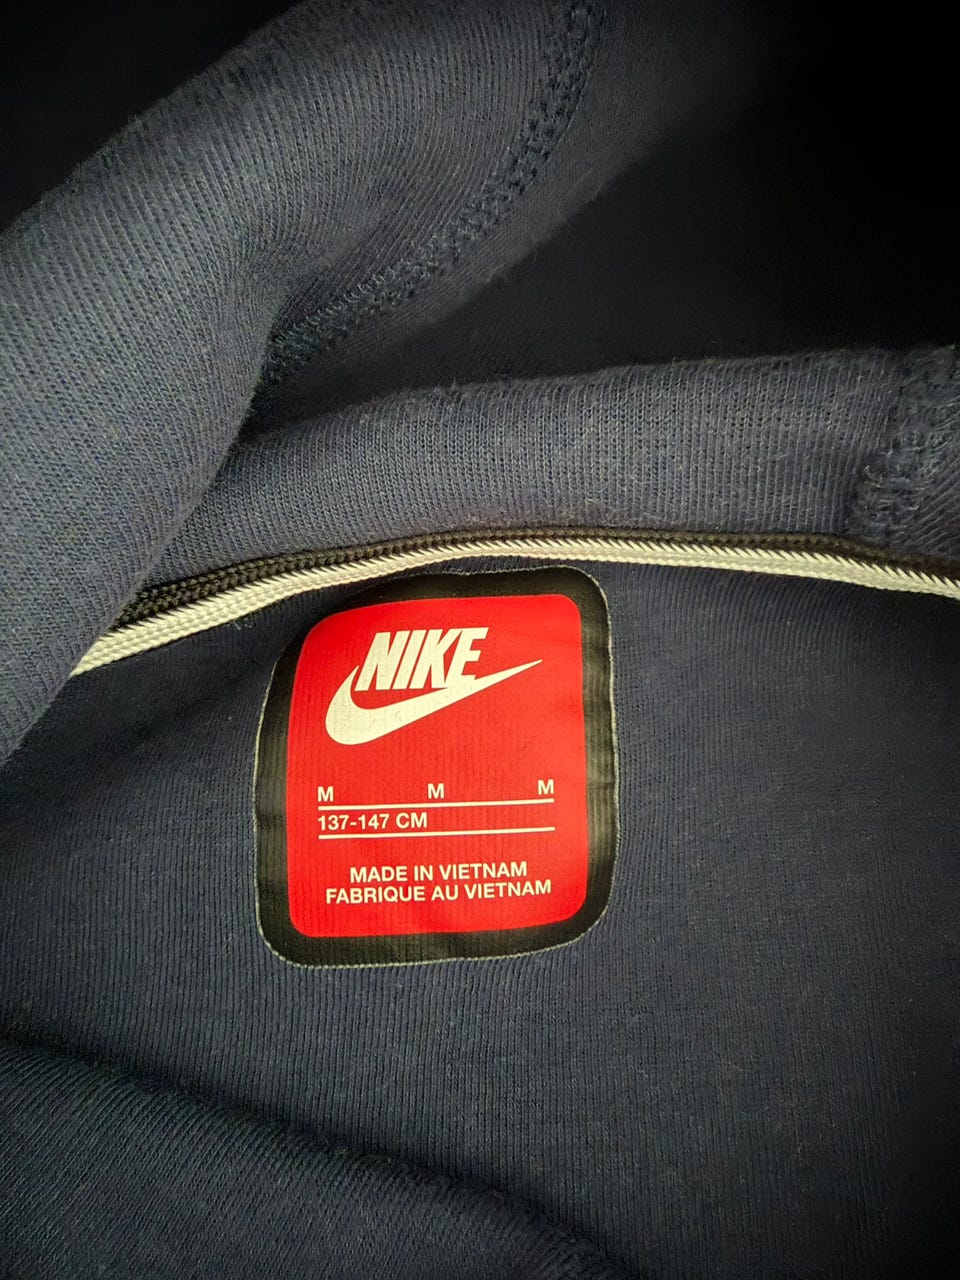 NIKE
M M M
137-147 CM
MADE IN VIETNAM
FABRIQUE AU VIETNAM